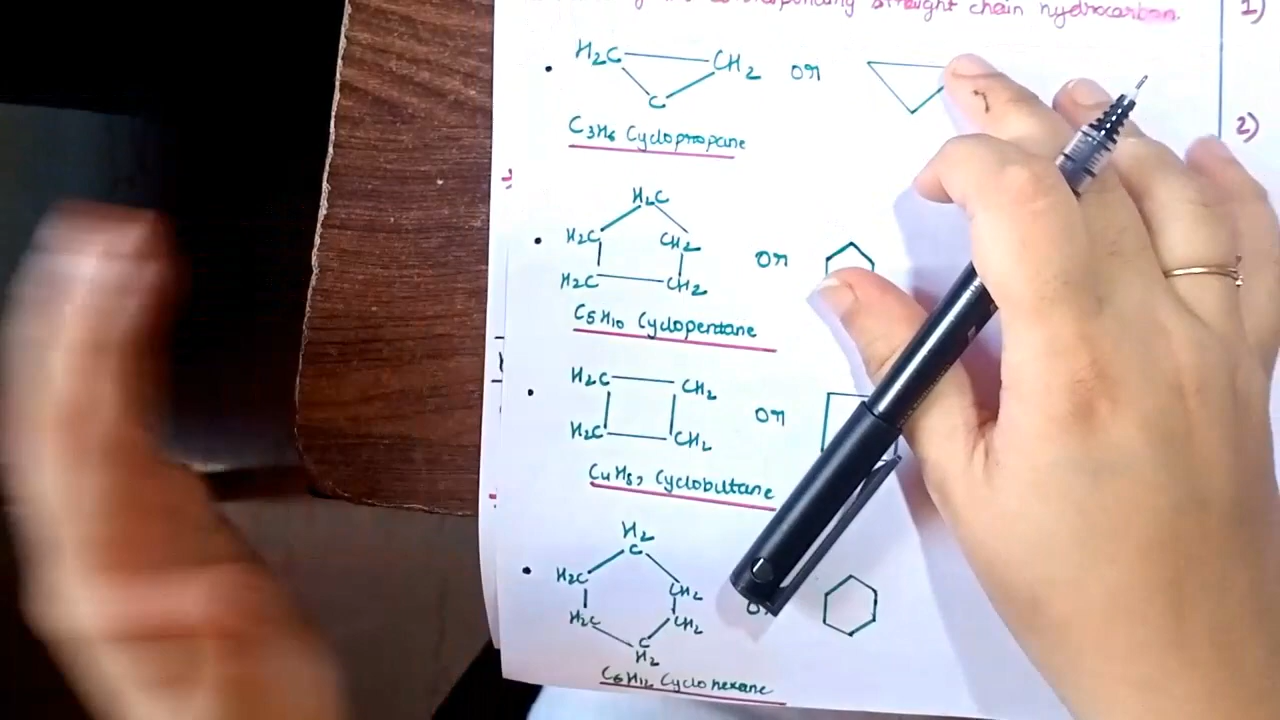 straight chain hydrocarbon.
1)
H₂C CH₂ or
C
C₃H₆ Cyclopropane
2)
H₂C
H₂C CH₂ or
H₂C CH₂
C₅H₁₀ Cyclopentane
H₂C CH₂
or
H₂C CH₂
C₄H₈, Cyclobutane
H₂
C
H₂C CH₂
or
H₂C CH₂
C
H₂
C₆H₁₂ Cyclohexane